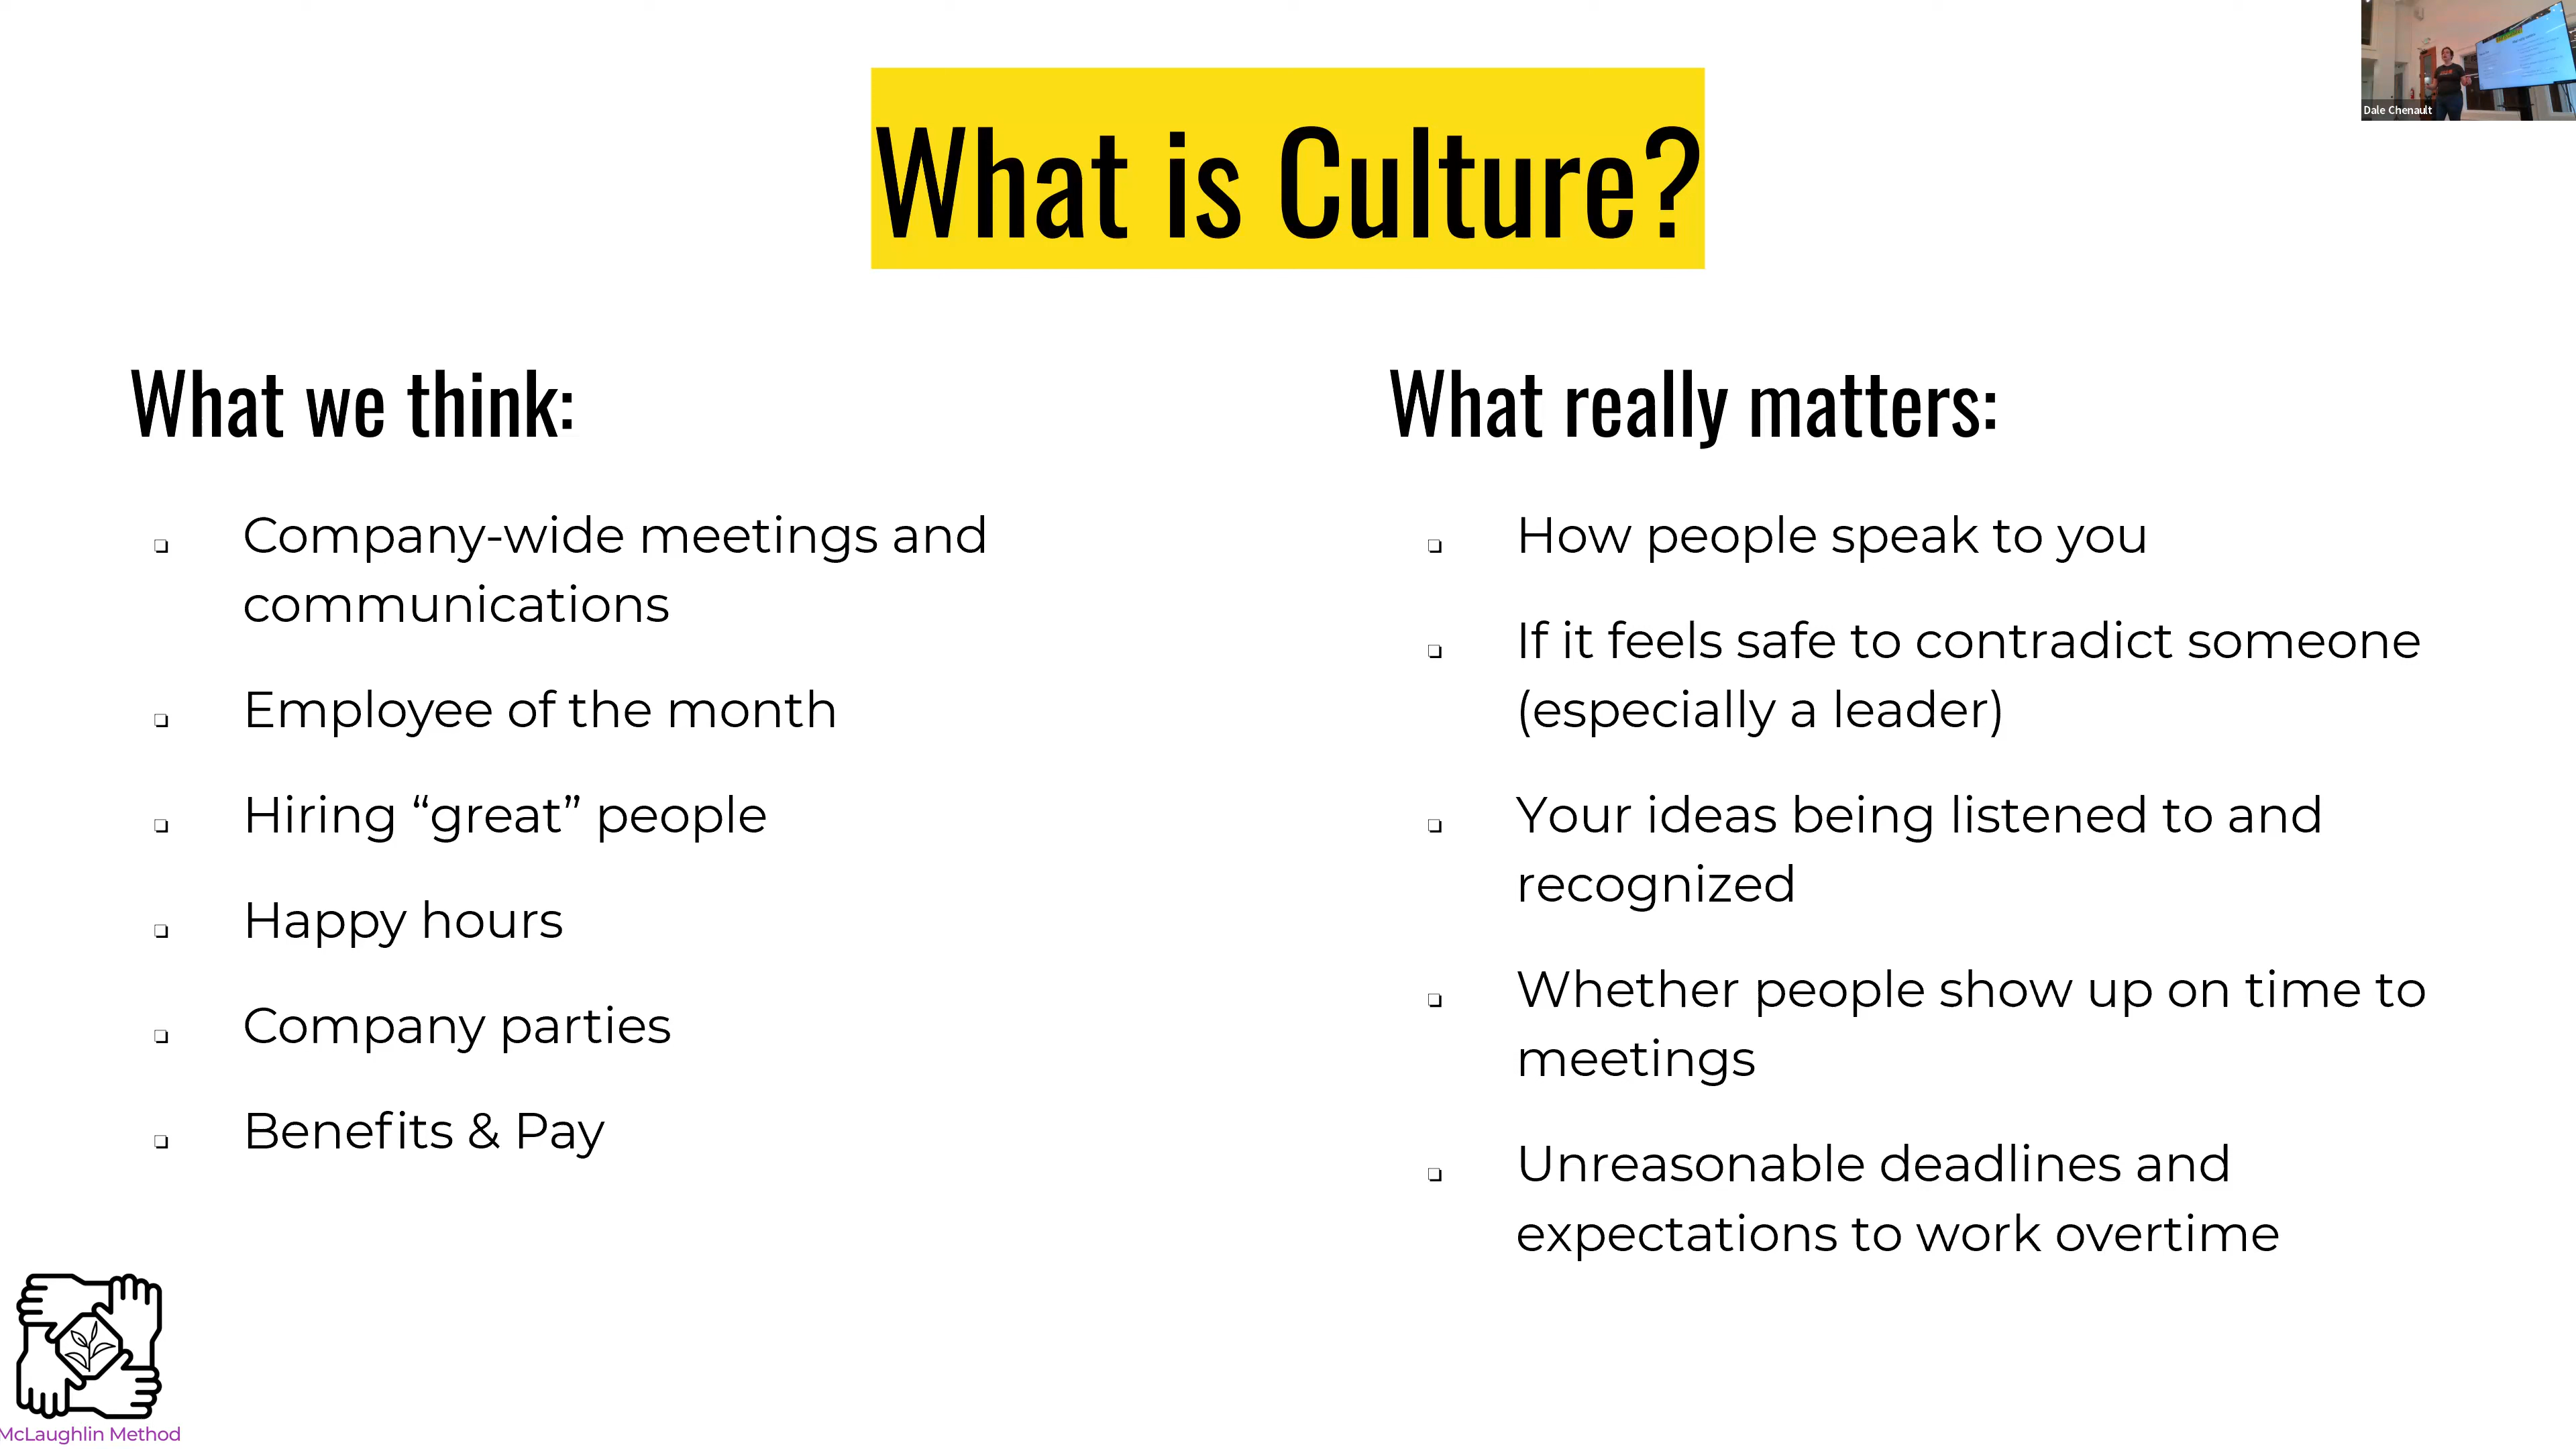 What is Culture?
Dale Chenault
What we think:
Company-wide meetings and
communications
Employee of the month
Hiring “great” people
Happy hours
Company parties
Benefits & Pay
What really matters:
How people speak to you
If it feels safe to contradict someone
(especially a leader)
Your ideas being listened to and
recognized
Whether people show up on time to
meetings
Unreasonable deadlines and
expectations to work overtime
McLaughlin Method